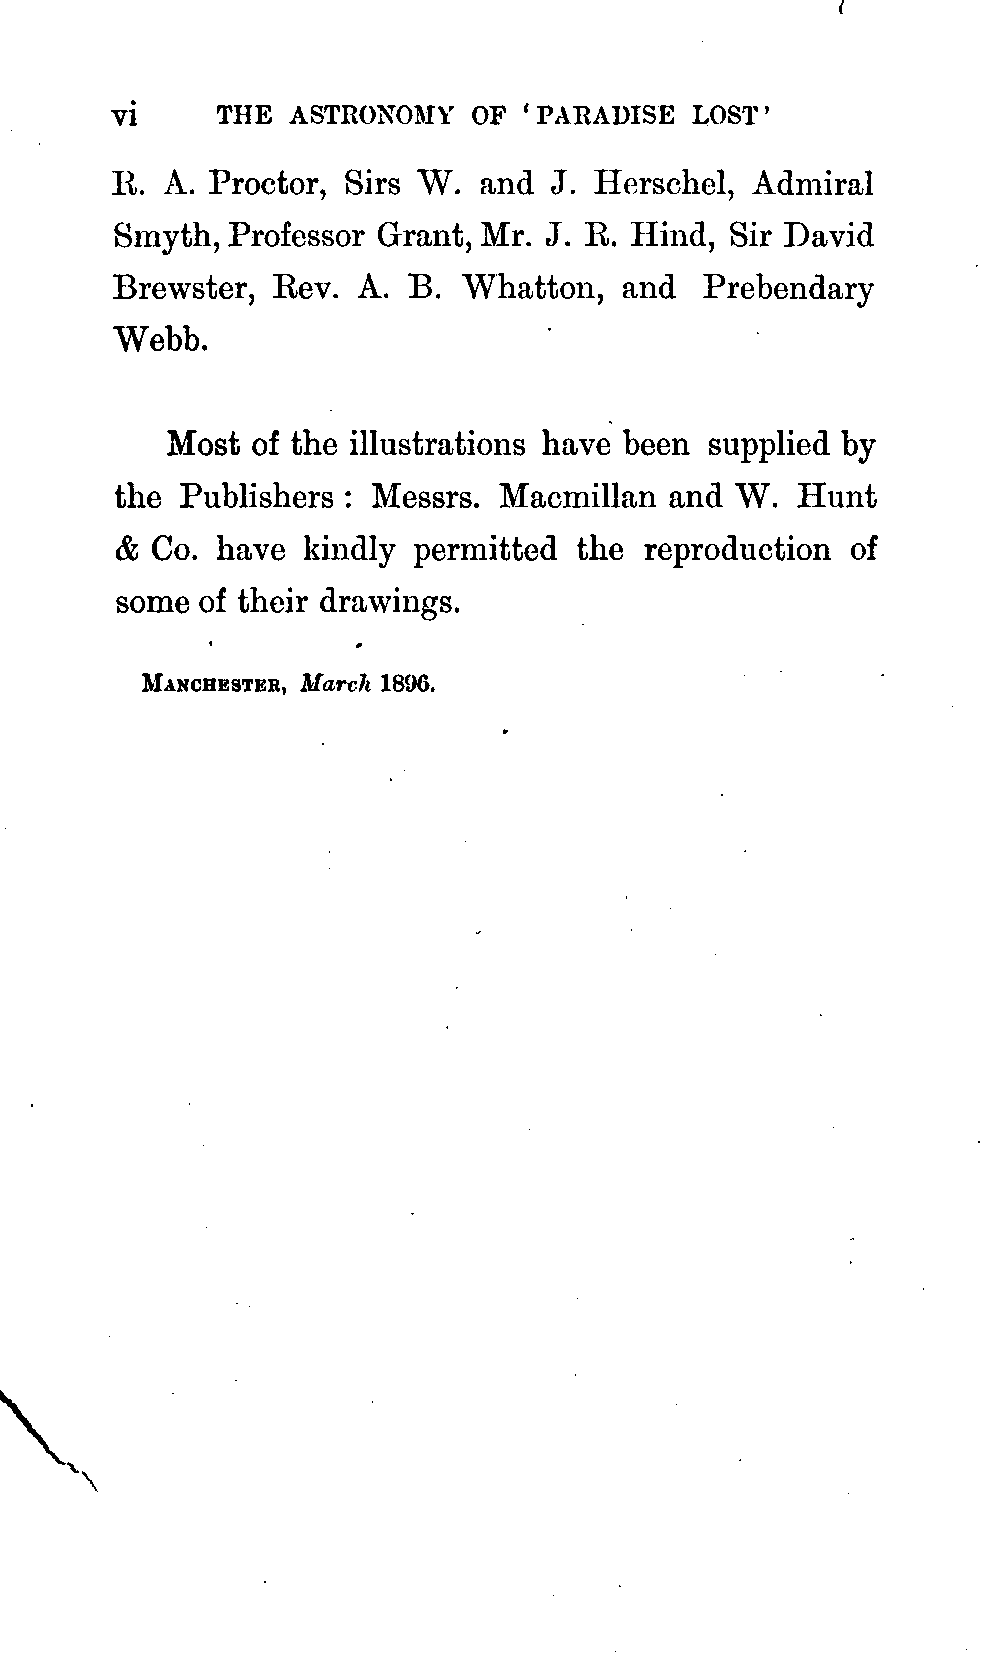 vi THE ASTRONOMY OF ‘PARADISE LOST’
R. A. Proctor, Sirs W. and J. Herschel, Admiral
Smyth, Professor Grant, Mr. J. R. Hind, Sir David
Brewster, Rev. A. B. Whatton, and Prebendary
Webb.
Most of the illustrations have been supplied by
the Publishers : Messrs. Macmillan and W. Hunt
& Co. have kindly permitted the reproduction of
some of their drawings.
MANCHESTER, March 1896.